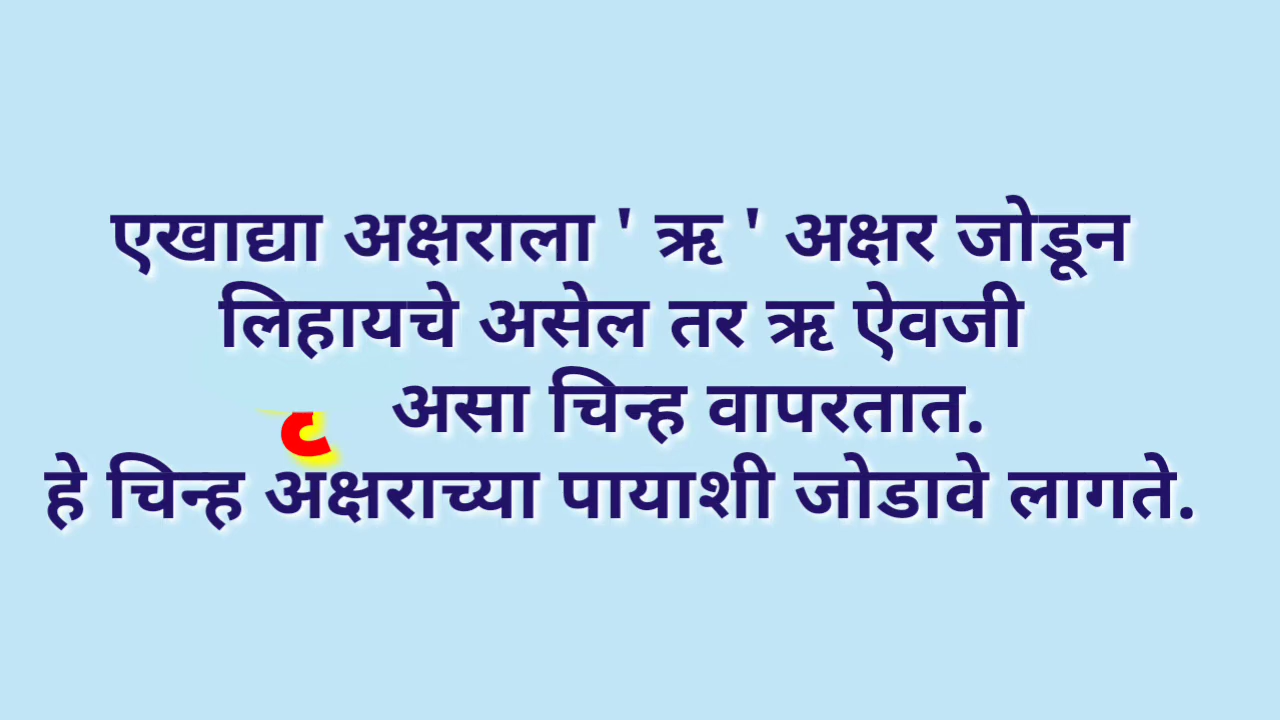 एखाद्या अक्षराला ' ऋ ' अक्षर जोडून
लिहायचे असेल तर ऋ ऐवजी
ृ असा चिन्ह वापरतात.
हे चिन्ह अक्षराच्या पायाशी जोडावे लागते.